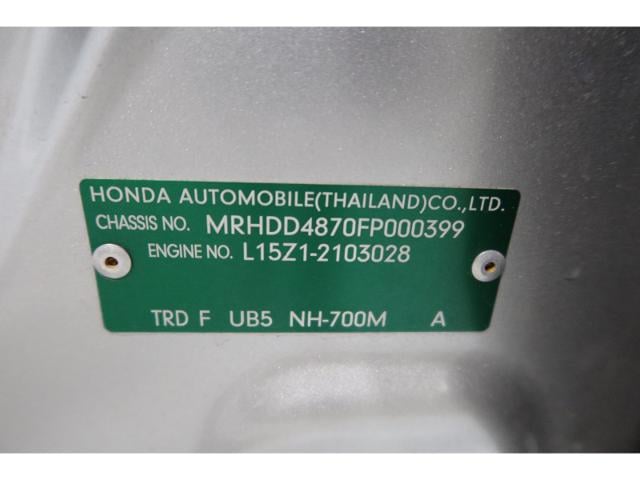 HONDA AUTOMOBILE(THAILAND)CO.,LTD.
CHASSIS NO. MRHDD4870FP000399
ENGINE NO. L15Z1-2103028
TRD F UB5 NH-700M A